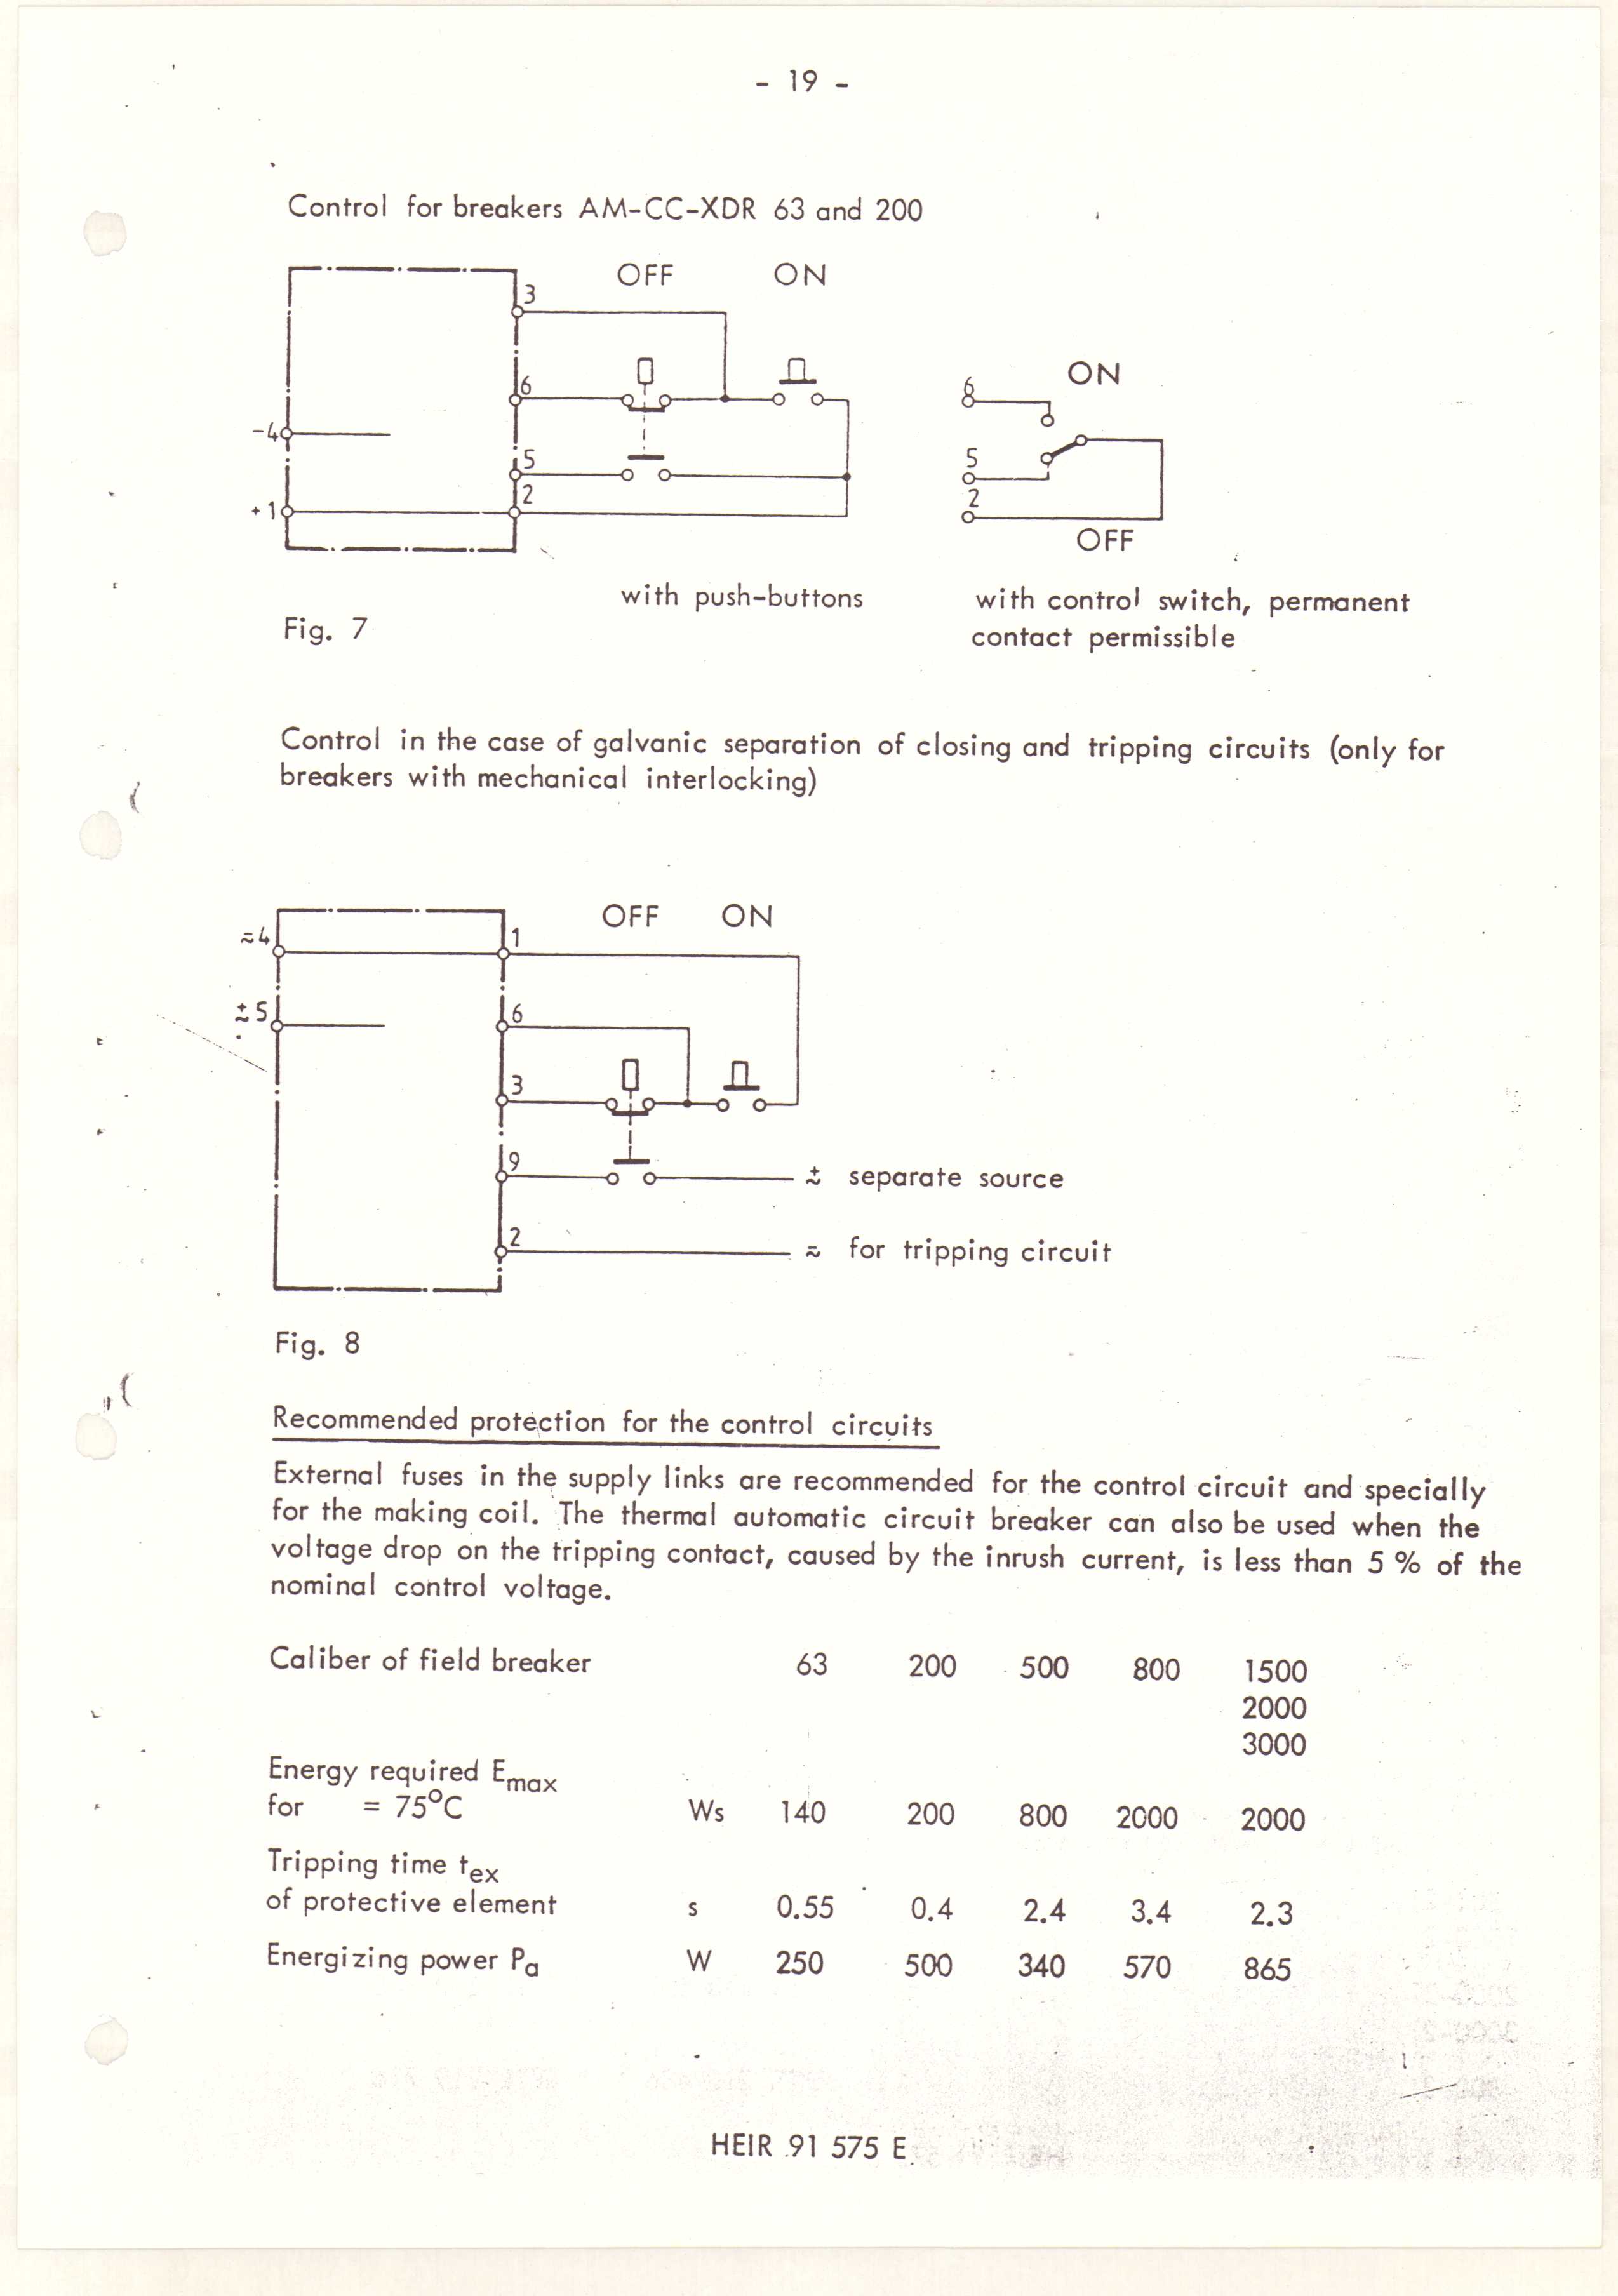 - 19 -
Control for breakers AM-CC-XDR 63 and 200
OFF ON
3
6
-4
5
2
+ 1
ON
6
5
2
OFF
with push-buttons
with control switch, permanent
contact permissible
Fig. 7
Control in the case of galvanic separation of closing and tripping circuits (only for
breakers with mechanical interlocking)
OFF ON
4
1
5
6
3
9
separate source
2
for tripping circuit
Fig. 8
Recommended protection for the control circuits
External fuses in the supply links are recommended for the control circuit and specially
for the making coil. The thermal automatic circuit breaker can also be used when the
voltage drop on the tripping contact, caused by the inrush current, is less than 5 % of the
nominal control voltage.
Caliber of field breaker 63 200 500 800 1500
2000
3000
Energy required Emax
for = 75°C Ws 140 200 800 2000 2000
Tripping time tex
of protective element s 0.55 0.4 2.4 3.4 2.3
Energizing power Pa W 250 500 340 570 865
HEIR 91 575 E